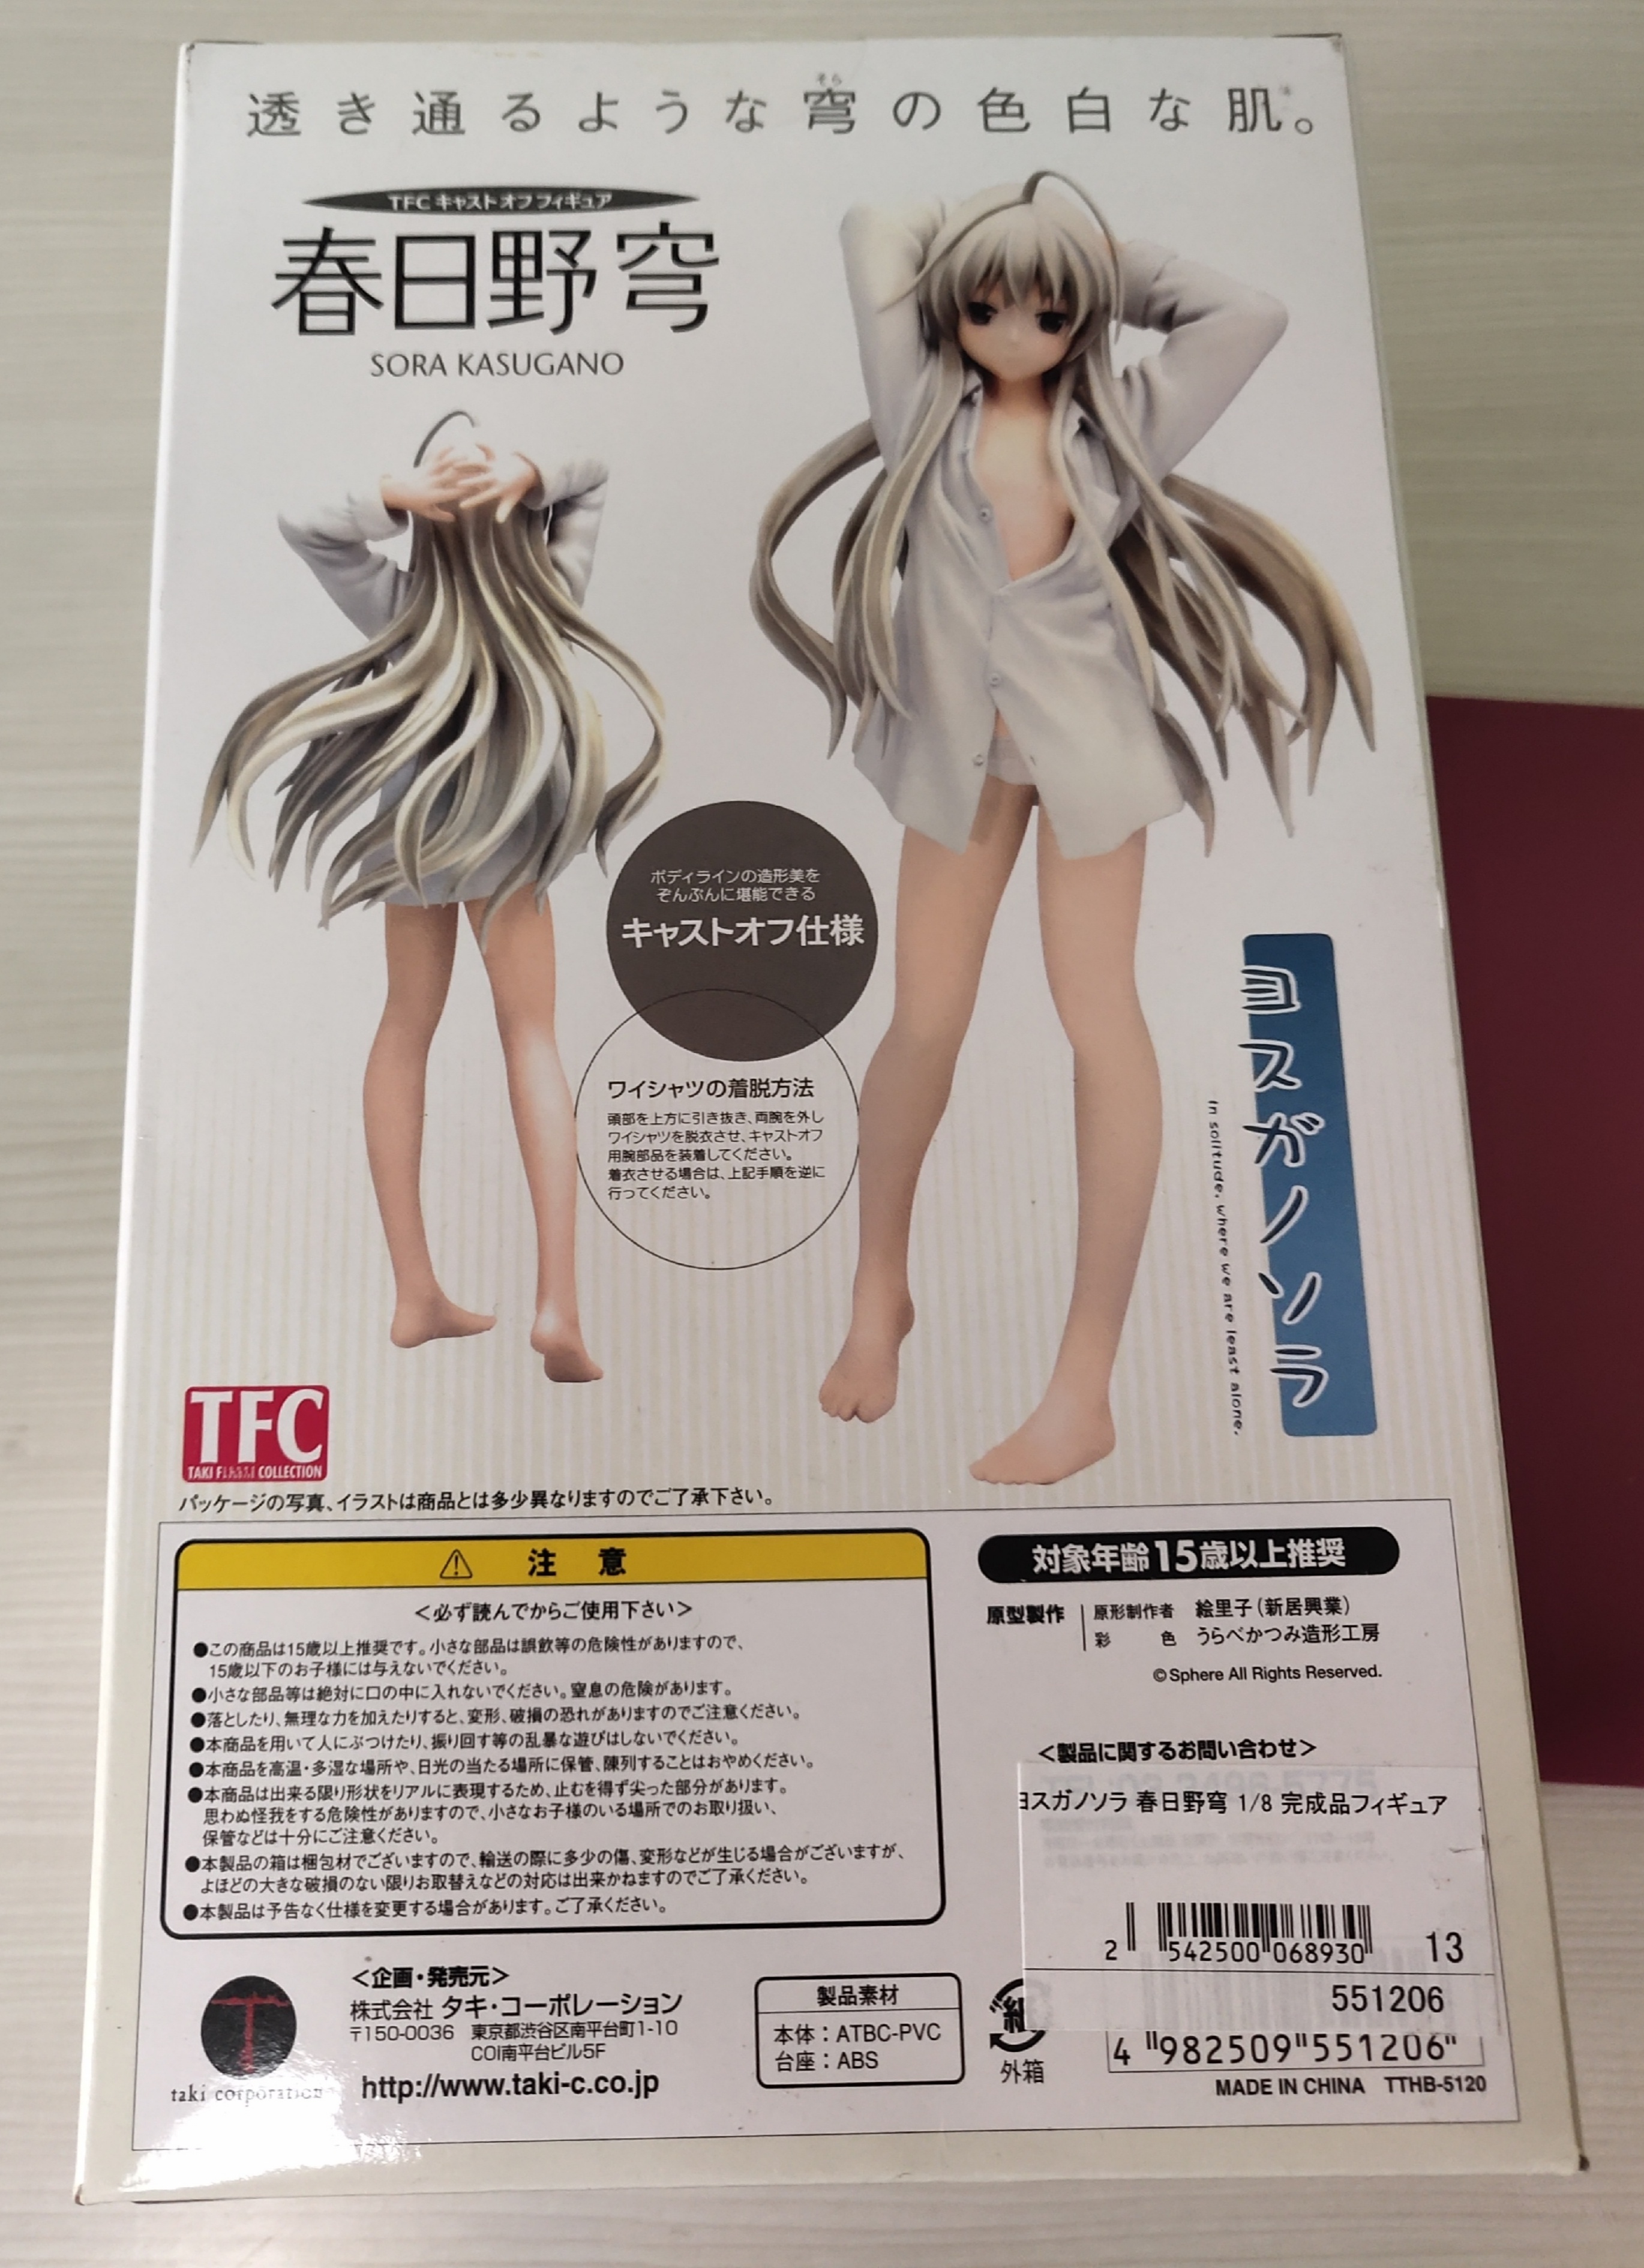 透き通るような穹の色白な肌。
そら
TFC キャストオフフィギュア
春日野 穹
SORA KASUGANO
ボディラインの造形美を
ぞんぶんに堪能できる
キャストオフ仕様
ワイシャツの着脱方法
頭部を上方に引き抜き、両腕を外し
ワイシャツを脱衣させ、キャストオフ
用腕部品を装着してください。
着衣させる場合は、上記手順を逆に
行ってください。
ヨスガノソラ
In solitude, where we are least alone.
TFC
TAKI COLLECTION
パッケージの写真、イラストは商品とは多少異なりますのでご了承下さい。
注意
＜必ず読んでからご使用下さい＞
●この商品は15歳以上推奨です。小さな部品は誤飲等の危険性がありますので、
15歳以下のお子様には与えないでください。
●小さな部品等は絶対に口の中に入れないでください。窒息の危険があります。
●落としたり、無理な力を加えたりすると、変形、破損の恐れがありますのでご注意ください。
●本商品を用いて人にぶつけたり、振り回す等の乱暴な遊びはしないでください。
●本商品を高温・多湿な場所や、日光の当たる場所に保管、陳列することはおやめください。
●本商品は出来る限り形状をリアルに表現するため、止むを得ず尖った部分があります。
思わぬ怪我をする危険性がありますので、小さなお子様のいる場所でのお取り扱い、
保管などは十分にご注意ください。
●本製品の箱は梱包材でございますので、輸送の際に多少の傷、変形などが生じる場合がございますが、
よほどの大きな破損のない限りお取替えなどの対応は出来かねますのでご了承ください。
●本製品は予告なく仕様を変更する場合があります。ご了承ください。
対象年齢15歳以上推奨
原型製作
原形制作者 絵里子(新居興業)
彩色 うらべかつみ造形工房
©Sphere All Rights Reserved.
＜製品に関するお問い合わせ＞
ヨスガノソラ 春日野穹 1/8 完成品フィギュア
2 542500 068930
13
551206
4 982509 551206
MADE IN CHINA TTHB-5120
taki corporation
＜企画・発売元＞
株式会社 タキ・コーポレーション
〒150-0036 東京都渋谷区南平台町1-10
COI南平台ビル5F
http://www.taki-c.co.jp
製品素材
本体：ATBC-PVC
台座：ABS
紙
外箱